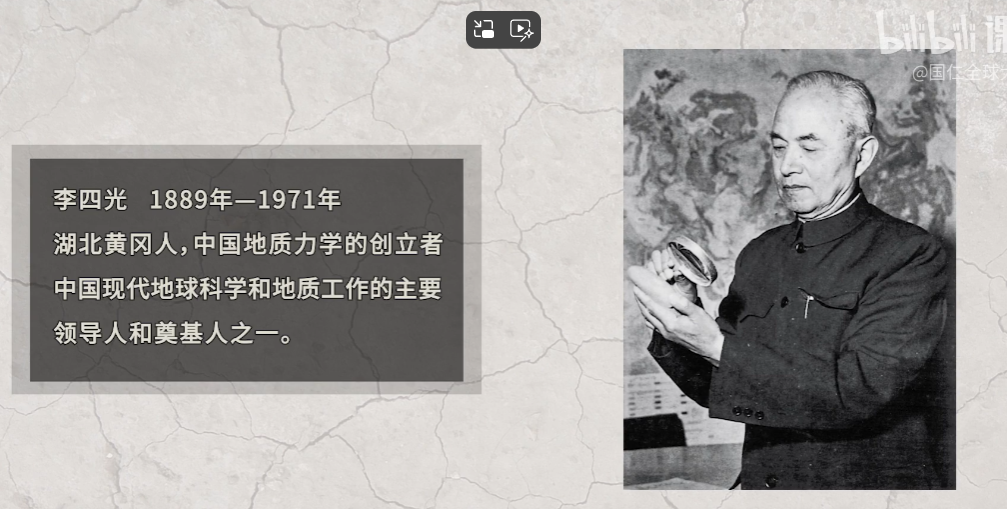 bilibili 课
@国仁全球
李四光 1889年—1971年
湖北黄冈人,中国地质力学的创立者
中国现代地球科学和地质工作的主要
领导人和奠基人之一。